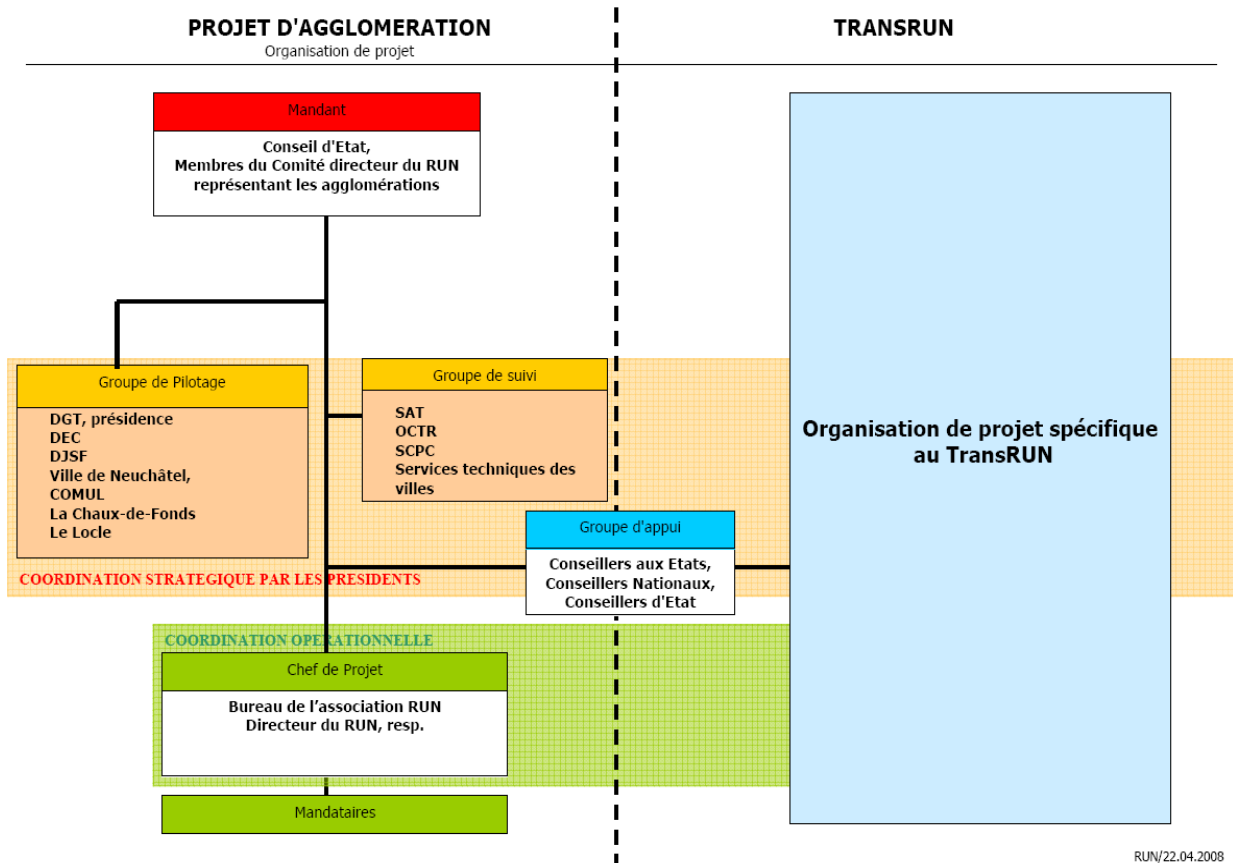 PROJET D'AGGLOMERATION
Organisation de projet
TRANSRUN
Mandant
Conseil d'Etat,
Membres du Comité directeur du RUN
représentant les agglomérations
Groupe de Pilotage
DGT, présidence
DEC
DJSF
Ville de Neuchâtel,
COMUL
La Chaux-de-Fonds
Le Locle
Groupe de suivi
SAT
OCTR
SCPC
Services techniques des
villes
Organisation de projet spécifique
au TransRUN
Groupe d'appui
Conseillers aux Etats,
Conseillers Nationaux,
Conseillers d'Etat
COORDINATION STRATEGIQUE PAR LES PRESIDENTS
COORDINATION OPERATIONNELLE
Chef de Projet
Bureau de l’association RUN
Directeur du RUN, resp.
Mandataires
RUN/22.04.2008